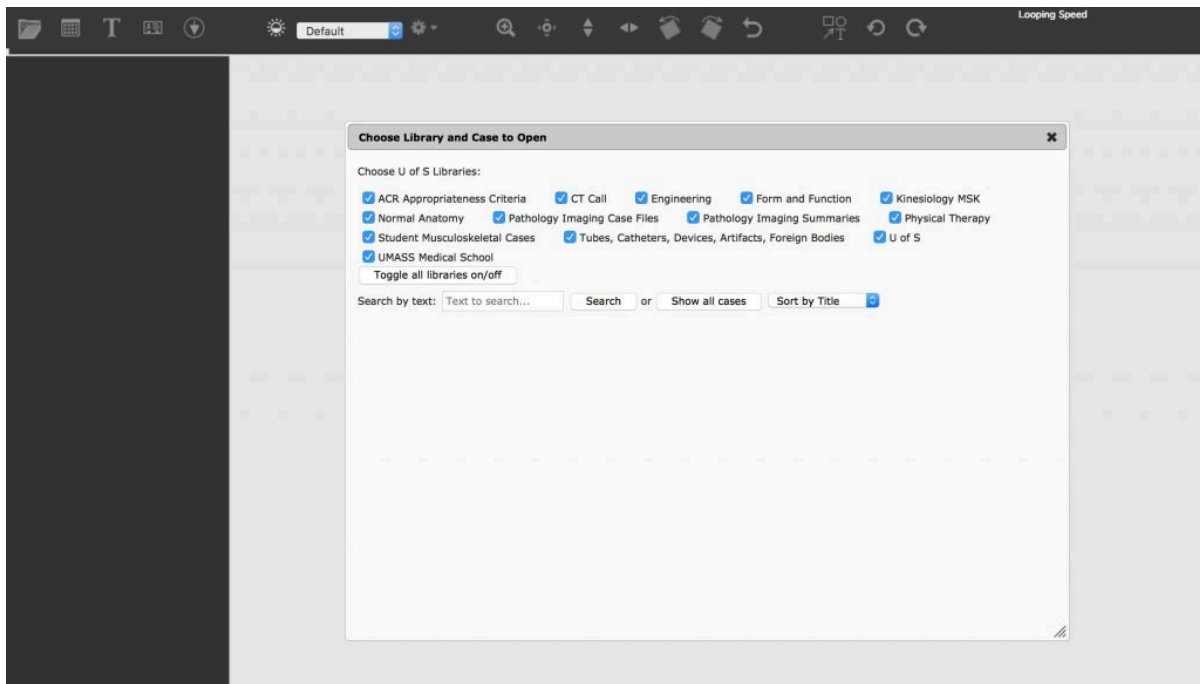 Looping Speed
T Default
Choose Library and Case to Open
Choose U of S Libraries:
ACR Appropriateness Criteria CT Call Engineering Form and Function Kinesiology MSK
Normal Anatomy Pathology Imaging Case Files Pathology Imaging Summaries Physical Therapy
Student Musculoskeletal Cases Tubes, Catheters, Devices, Artifacts, Foreign Bodies U of S
UMASS Medical School
Toggle all libraries on/off
Search by text: Text to search... Search or Show all cases Sort by Title